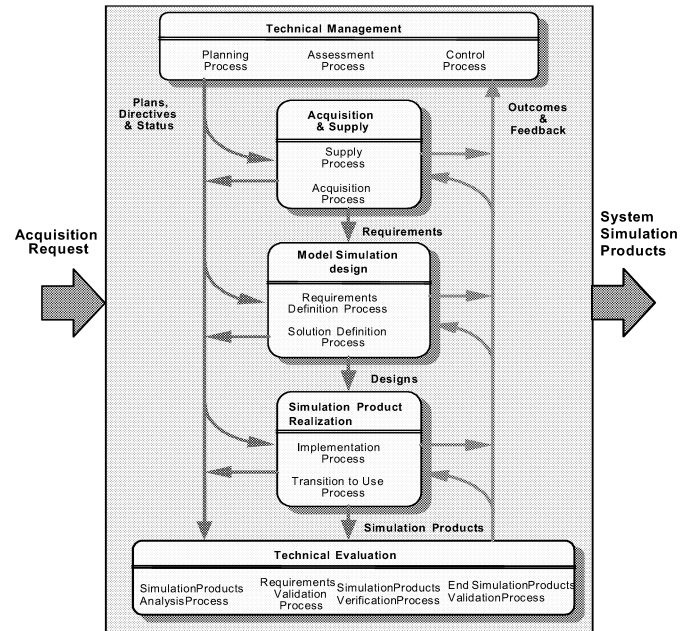 Technical Management
Planning
Process
Assessment
Process
Control
Process
Plans,
Directives
& Status
Outcomes
&
Feedback
Acquisition
& Supply
Supply
Process
Acquisition
Process
Requirements
Acquisition
Request
System
Simulation
Products
Model Simulation
design
Requirements
Definition Process
Solution Definition
Process
Designs
Simulation Product
Realization
Implementation
Process
Transition to Use
Process
Simulation Products
Technical Evaluation
SimulationProducts
AnalysisProcess
Requirements
Validation
Process
SimulationProducts
VerificationProcess
End SimulationProducts
ValidationProcess